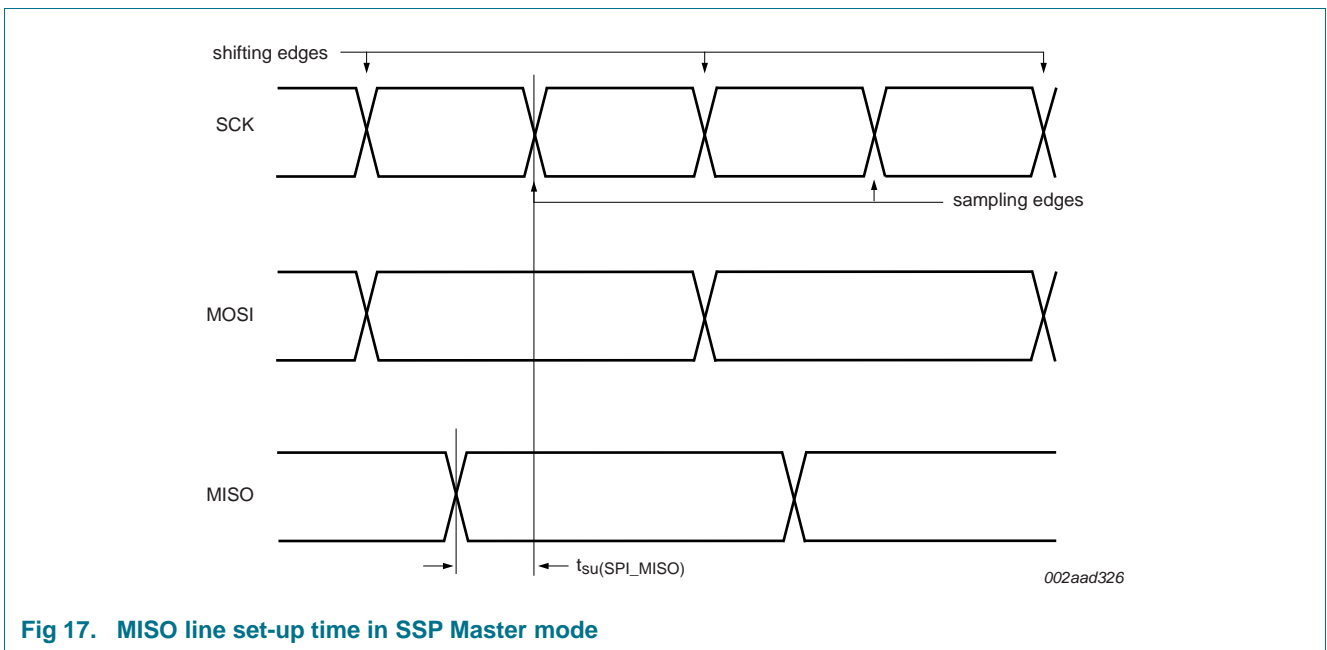 shifting edges
SCK
sampling edges
MOSI
MISO
tsu(SPI_MISO)
002aad326
Fig 17. MISO line set-up time in SSP Master mode